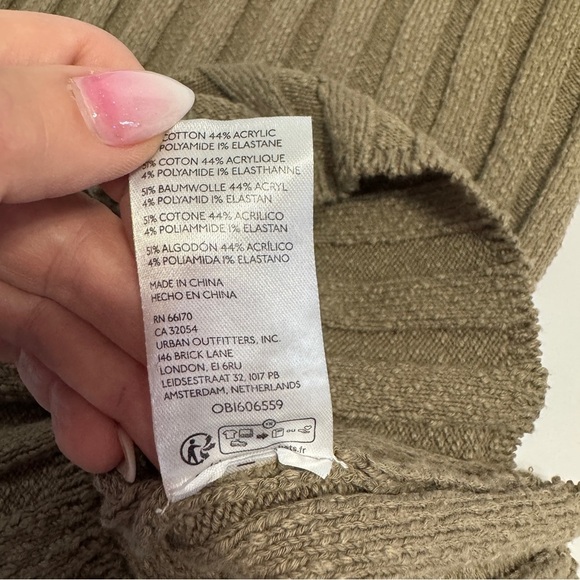 COTTON 44% ACRYLIC
POLYAMIDE 1% ELASTANE
51% COTON 44% ACRYLIQUE
4% POLYAMIDE 1% ELASTHANNE
51% BAUMWOLLE 44% ACRYL
4% POLYAMID 1% ELASTAN
51% COTONE 44% ACRILICO
4% POLIAMMIDE 1% ELASTAN
51% ALGODÓN 44% ACRÍLICO
4% POLIAMIDA 1% ELASTANO
MADE IN CHINA
HECHO EN CHINA
RN 66170
CA 32054
URBAN OUTFITTERS, INC.
146 BRICK LANE
LONDON, E1 6RU
LEIDSESTRAAT 32, 1017 PB
AMSTERDAM, NETHERLANDS
OB1606559